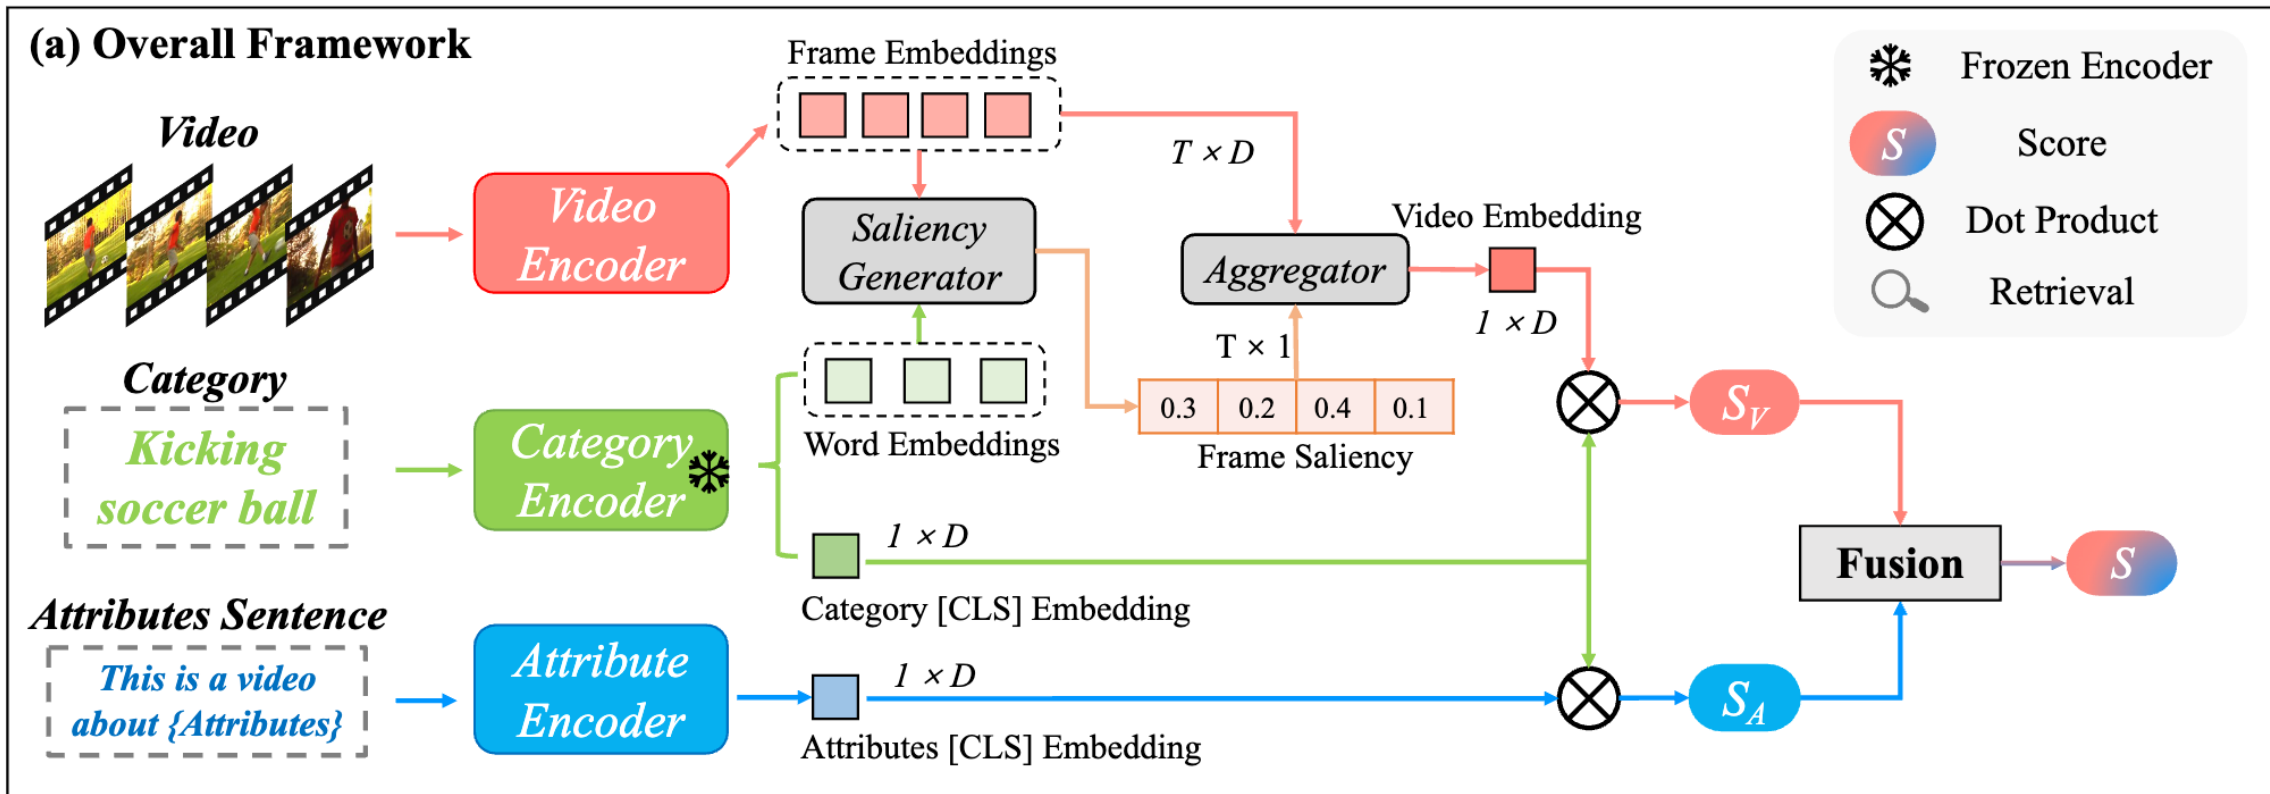 (a) Overall Framework
Video
Video
Encoder
Frame Embeddings
T × D
Saliency
Generator
Aggregator
Video Embedding
1 × D
T × 1
0.3 0.2 0.4 0.1
Frame Saliency
Category
Kicking
soccer ball
Category
Encoder
Word Embeddings
1 × D
Category [CLS] Embedding
Attributes Sentence
This is a video
about {Attributes}
Attribute
Encoder
1 × D
Attributes [CLS] Embedding
S_V
S_A
Fusion
S
Frozen Encoder
S Score
Dot Product
Retrieval